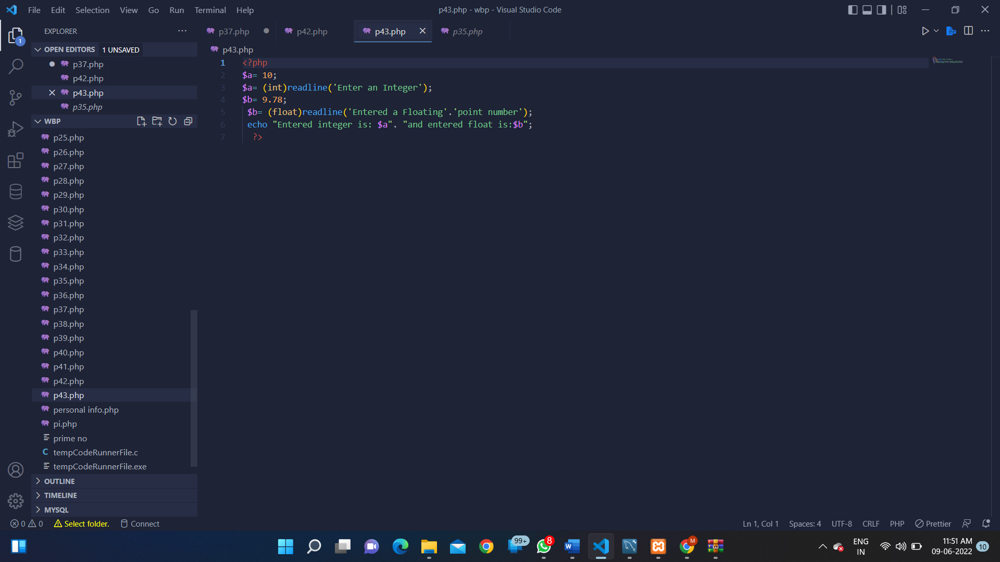 File Edit Selection View Go Run Terminal Help
p43.php - wbp - Visual Studio Code
EXPLORER
OPEN EDITORS 1 UNSAVED
p37.php
p42.php
p43.php
p35.php
WBP
p25.php
p26.php
p27.php
p28.php
p29.php
p30.php
p31.php
p32.php
p33.php
p34.php
p35.php
p36.php
p37.php
p38.php
p39.php
p40.php
p41.php
p42.php
p43.php
personal info.php
pi.php
prime no
C tempCodeRunnerFile.c
tempCodeRunnerFile.exe
OUTLINE
TIMELINE
MYSQL
p37.php p42.php p43.php p35.php
p43.php
1 <?php
2 $a= 10;
3 $a= (int)readline('Enter an Integer');
4 $b= 9.78;
5 $b= (float)readline('Entered a Floating'.'point number');
6 echo "Entered integer is: $a". "and entered float is:$b";
7 ?>
1
0 0 Select folder. Connect
Ln 1, Col 1 Spaces: 4 UTF-8 CRLF PHP Prettier
99+ 8 W M
ENG
IN
11:51 AM
09-06-2022
10